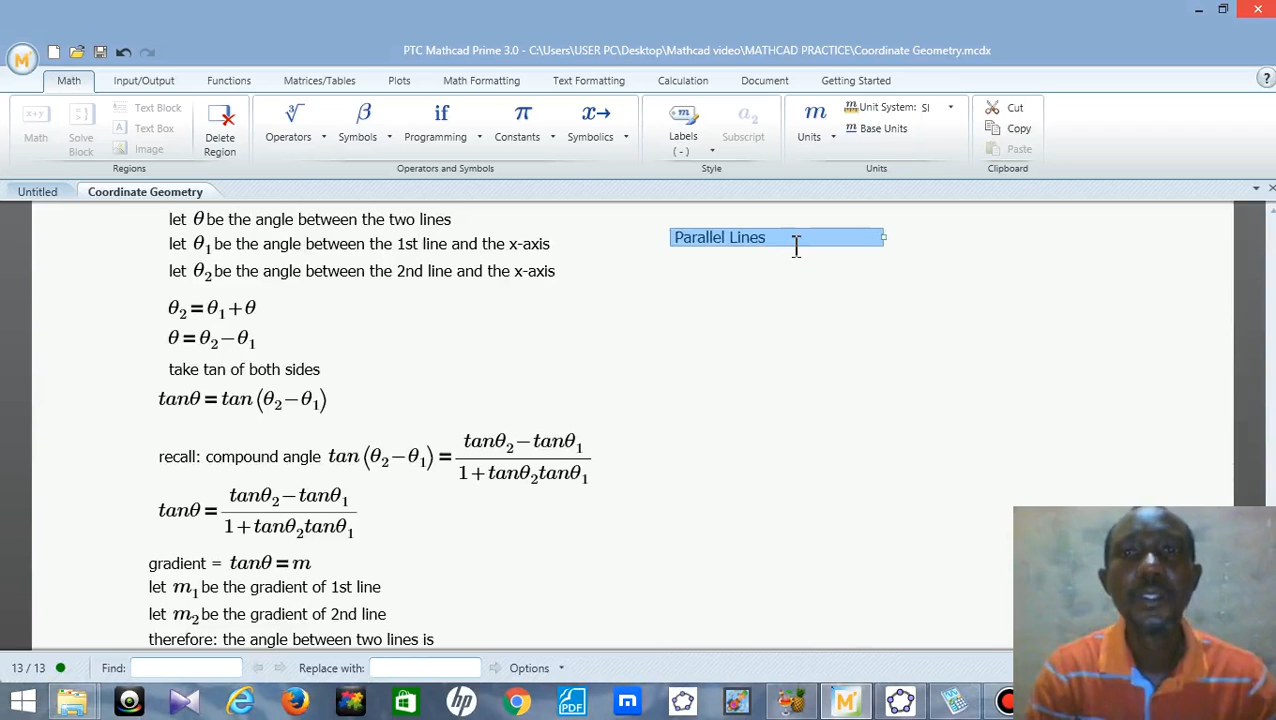 PTC Mathcad Prime 3.0 - C:\Users\USER PC\Desktop\Mathcad video\MATHCAD PRACTICE\Coordinate Geometry.mcdx
Math Input/Output Functions Matrices/Tables Plots Math Formatting Text Formatting Calculation Document Getting Started
Math
Solve Block
Text Block
Text Box
Image
Delete Region
Operators
Symbols
Programming
Constants
Symbolics
Labels
( - )
Subscript
Units
Unit System: SI
Base Units
Cut
Copy
Paste
Regions
Operators and Symbols
Style
Units
Clipboard
Untitled Coordinate Geometry
let θ be the angle between the two lines
let θ₁ be the angle between the 1st line and the x-axis
let θ₂ be the angle between the 2nd line and the x-axis
θ₂ = θ₁ + θ
θ = θ₂ − θ₁
take tan of both sides
tanθ = tan (θ₂ − θ₁)
recall: compound angle tan (θ₂ − θ₁) = (tanθ₂ − tanθ₁) / (1 + tanθ₂tanθ₁)
tanθ = (tanθ₂ − tanθ₁) / (1 + tanθ₂tanθ₁)
gradient = tanθ = m
let m₁ be the gradient of 1st line
let m₂ be the gradient of 2nd line
therefore: the angle between two lines is
Parallel Lines
13 / 13 Find: Replace with: Options